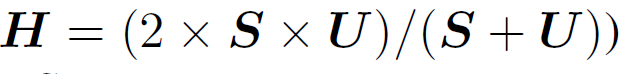 H = (2 × S × U)/(S + U))